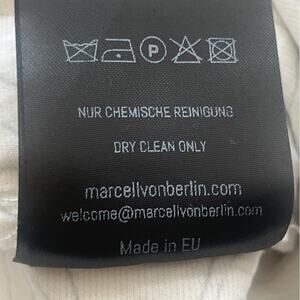 P
NUR CHEMISCHE REINIGUNG
DRY CLEAN ONLY
marcellvonberlin.com
welcome@marcellvonberlin.com
Made in EU